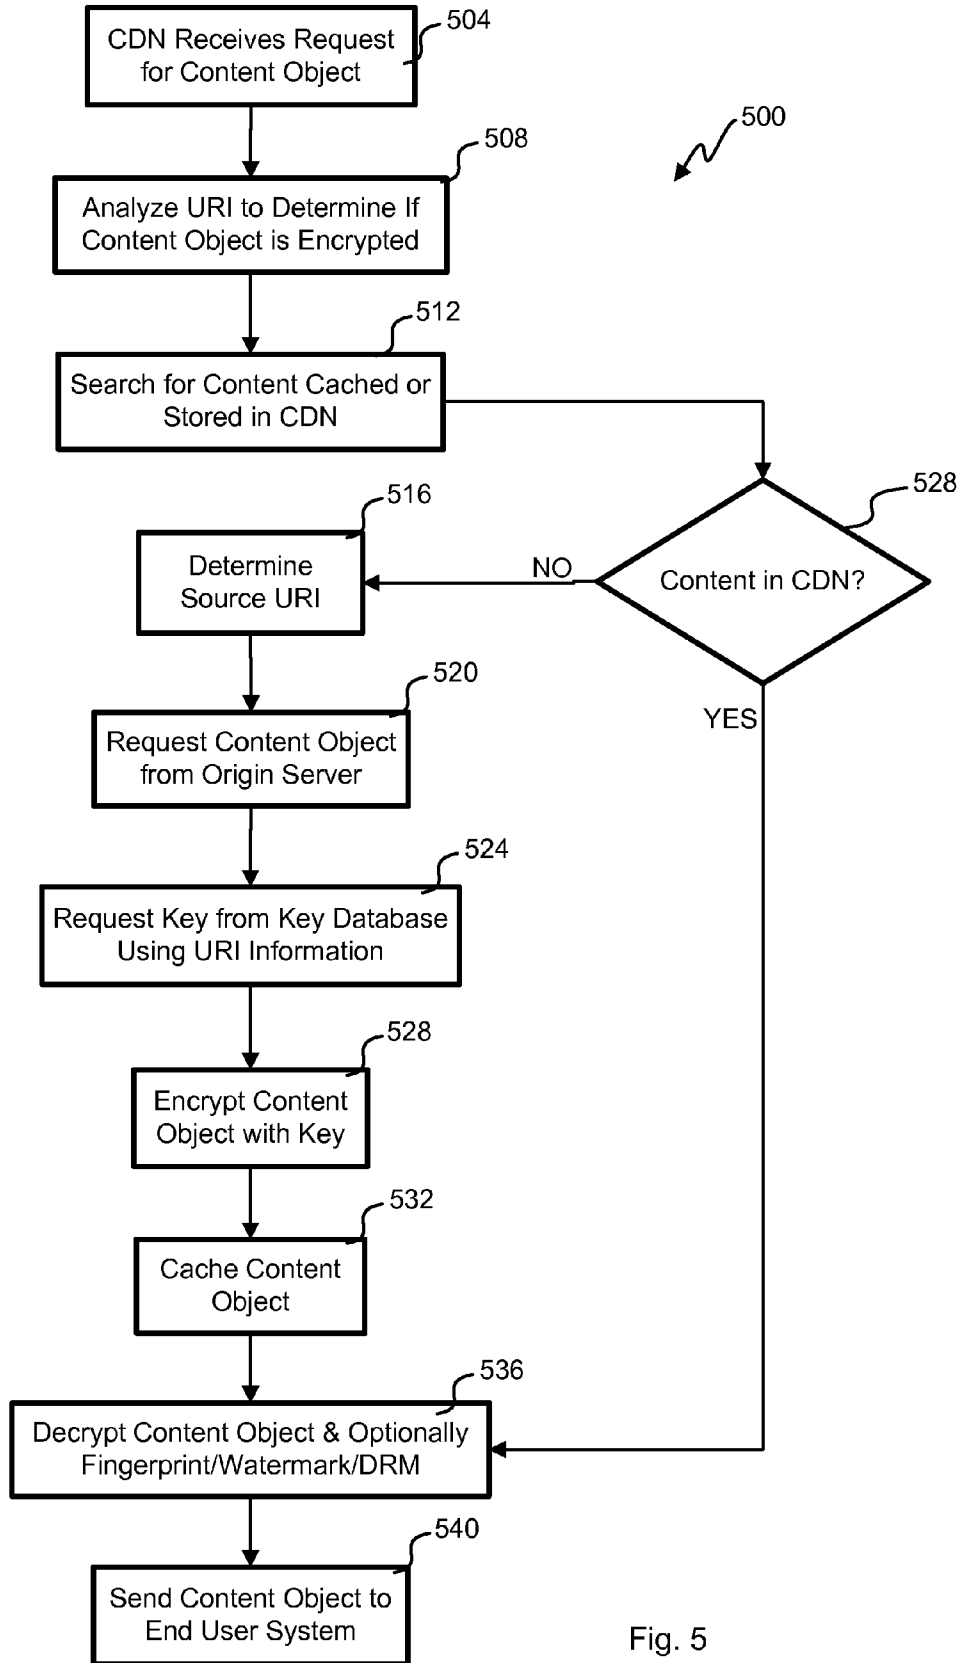 504
CDN Receives Request
for Content Object
500
508
Analyze URI to Determine If
Content Object is Encrypted
512
Search for Content Cached or
Stored in CDN
528
Content in CDN?
NO
YES
516
Determine
Source URI
520
Request Content Object
from Origin Server
524
Request Key from Key Database
Using URI Information
528
Encrypt Content
Object with Key
532
Cache Content
Object
536
Decrypt Content Object & Optionally
Fingerprint/Watermark/DRM
540
Send Content Object to
End User System
Fig. 5